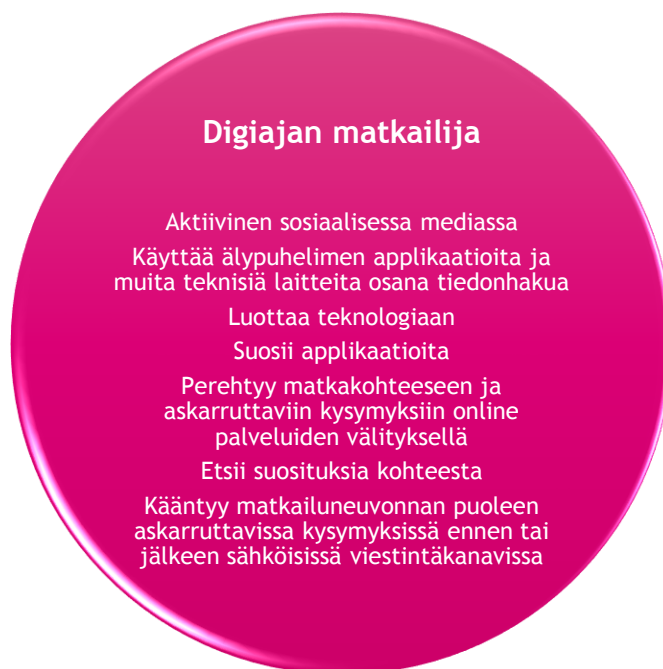 Digiajan matkailija
Aktiivinen sosiaalisessa mediassa
Käyttää älypuhelimen applikaatioita ja
muita teknisiä laitteita osana tiedonhakua
Luottaa teknologiaan
Suosii applikaatioita
Perehtyy matkakohteeseen ja
askarruttaviin kysymyksiin online
palveluiden välityksellä
Etsii suosituksia kohteesta
Kääntyy matkailuneuvonnan puoleen
askarruttavissa kysymyksissä ennen tai
jälkeen sähköisissä viestintäkanavissa